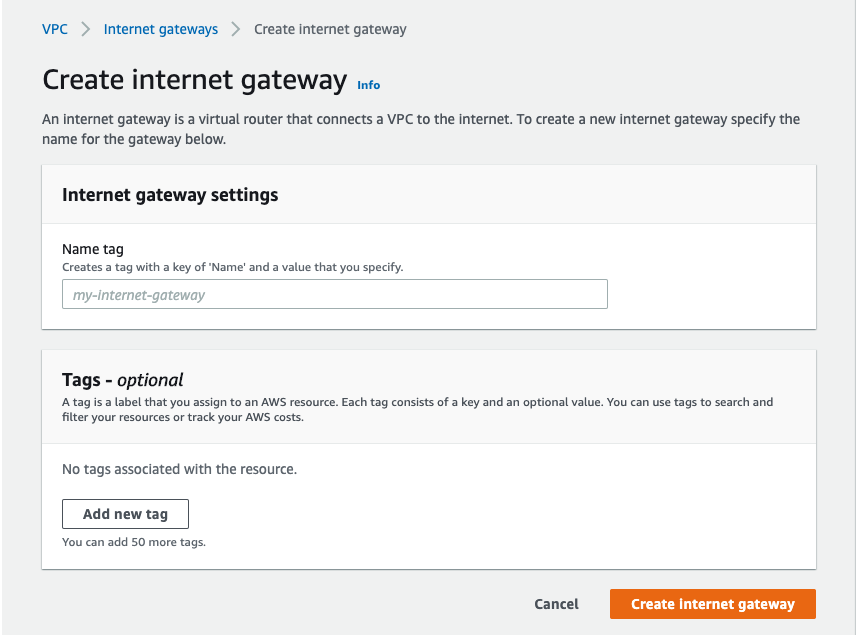 VPC > Internet gateways > Create internet gateway
Create internet gateway Info
An internet gateway is a virtual router that connects a VPC to the internet. To create a new internet gateway specify the
name for the gateway below.
Internet gateway settings
Name tag
Creates a tag with a key of 'Name' and a value that you specify.
my-internet-gateway
Tags - optional
A tag is a label that you assign to an AWS resource. Each tag consists of a key and an optional value. You can use tags to search and
filter your resources or track your AWS costs.
No tags associated with the resource.
Add new tag
You can add 50 more tags.
Cancel Create internet gateway